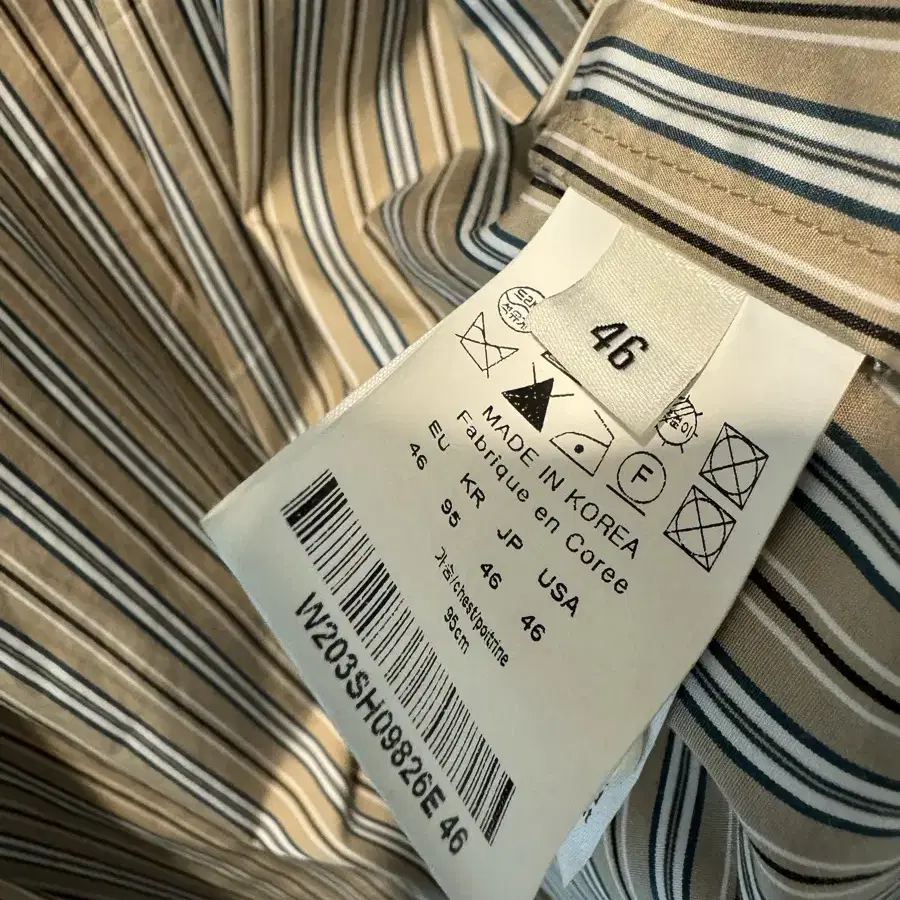 46
F
MADE IN KOREA
Fabrique en Coree
EU KR JP USA
46 95 46 46
가슴/chest/poitrine
95cm
W203SH09826E 46